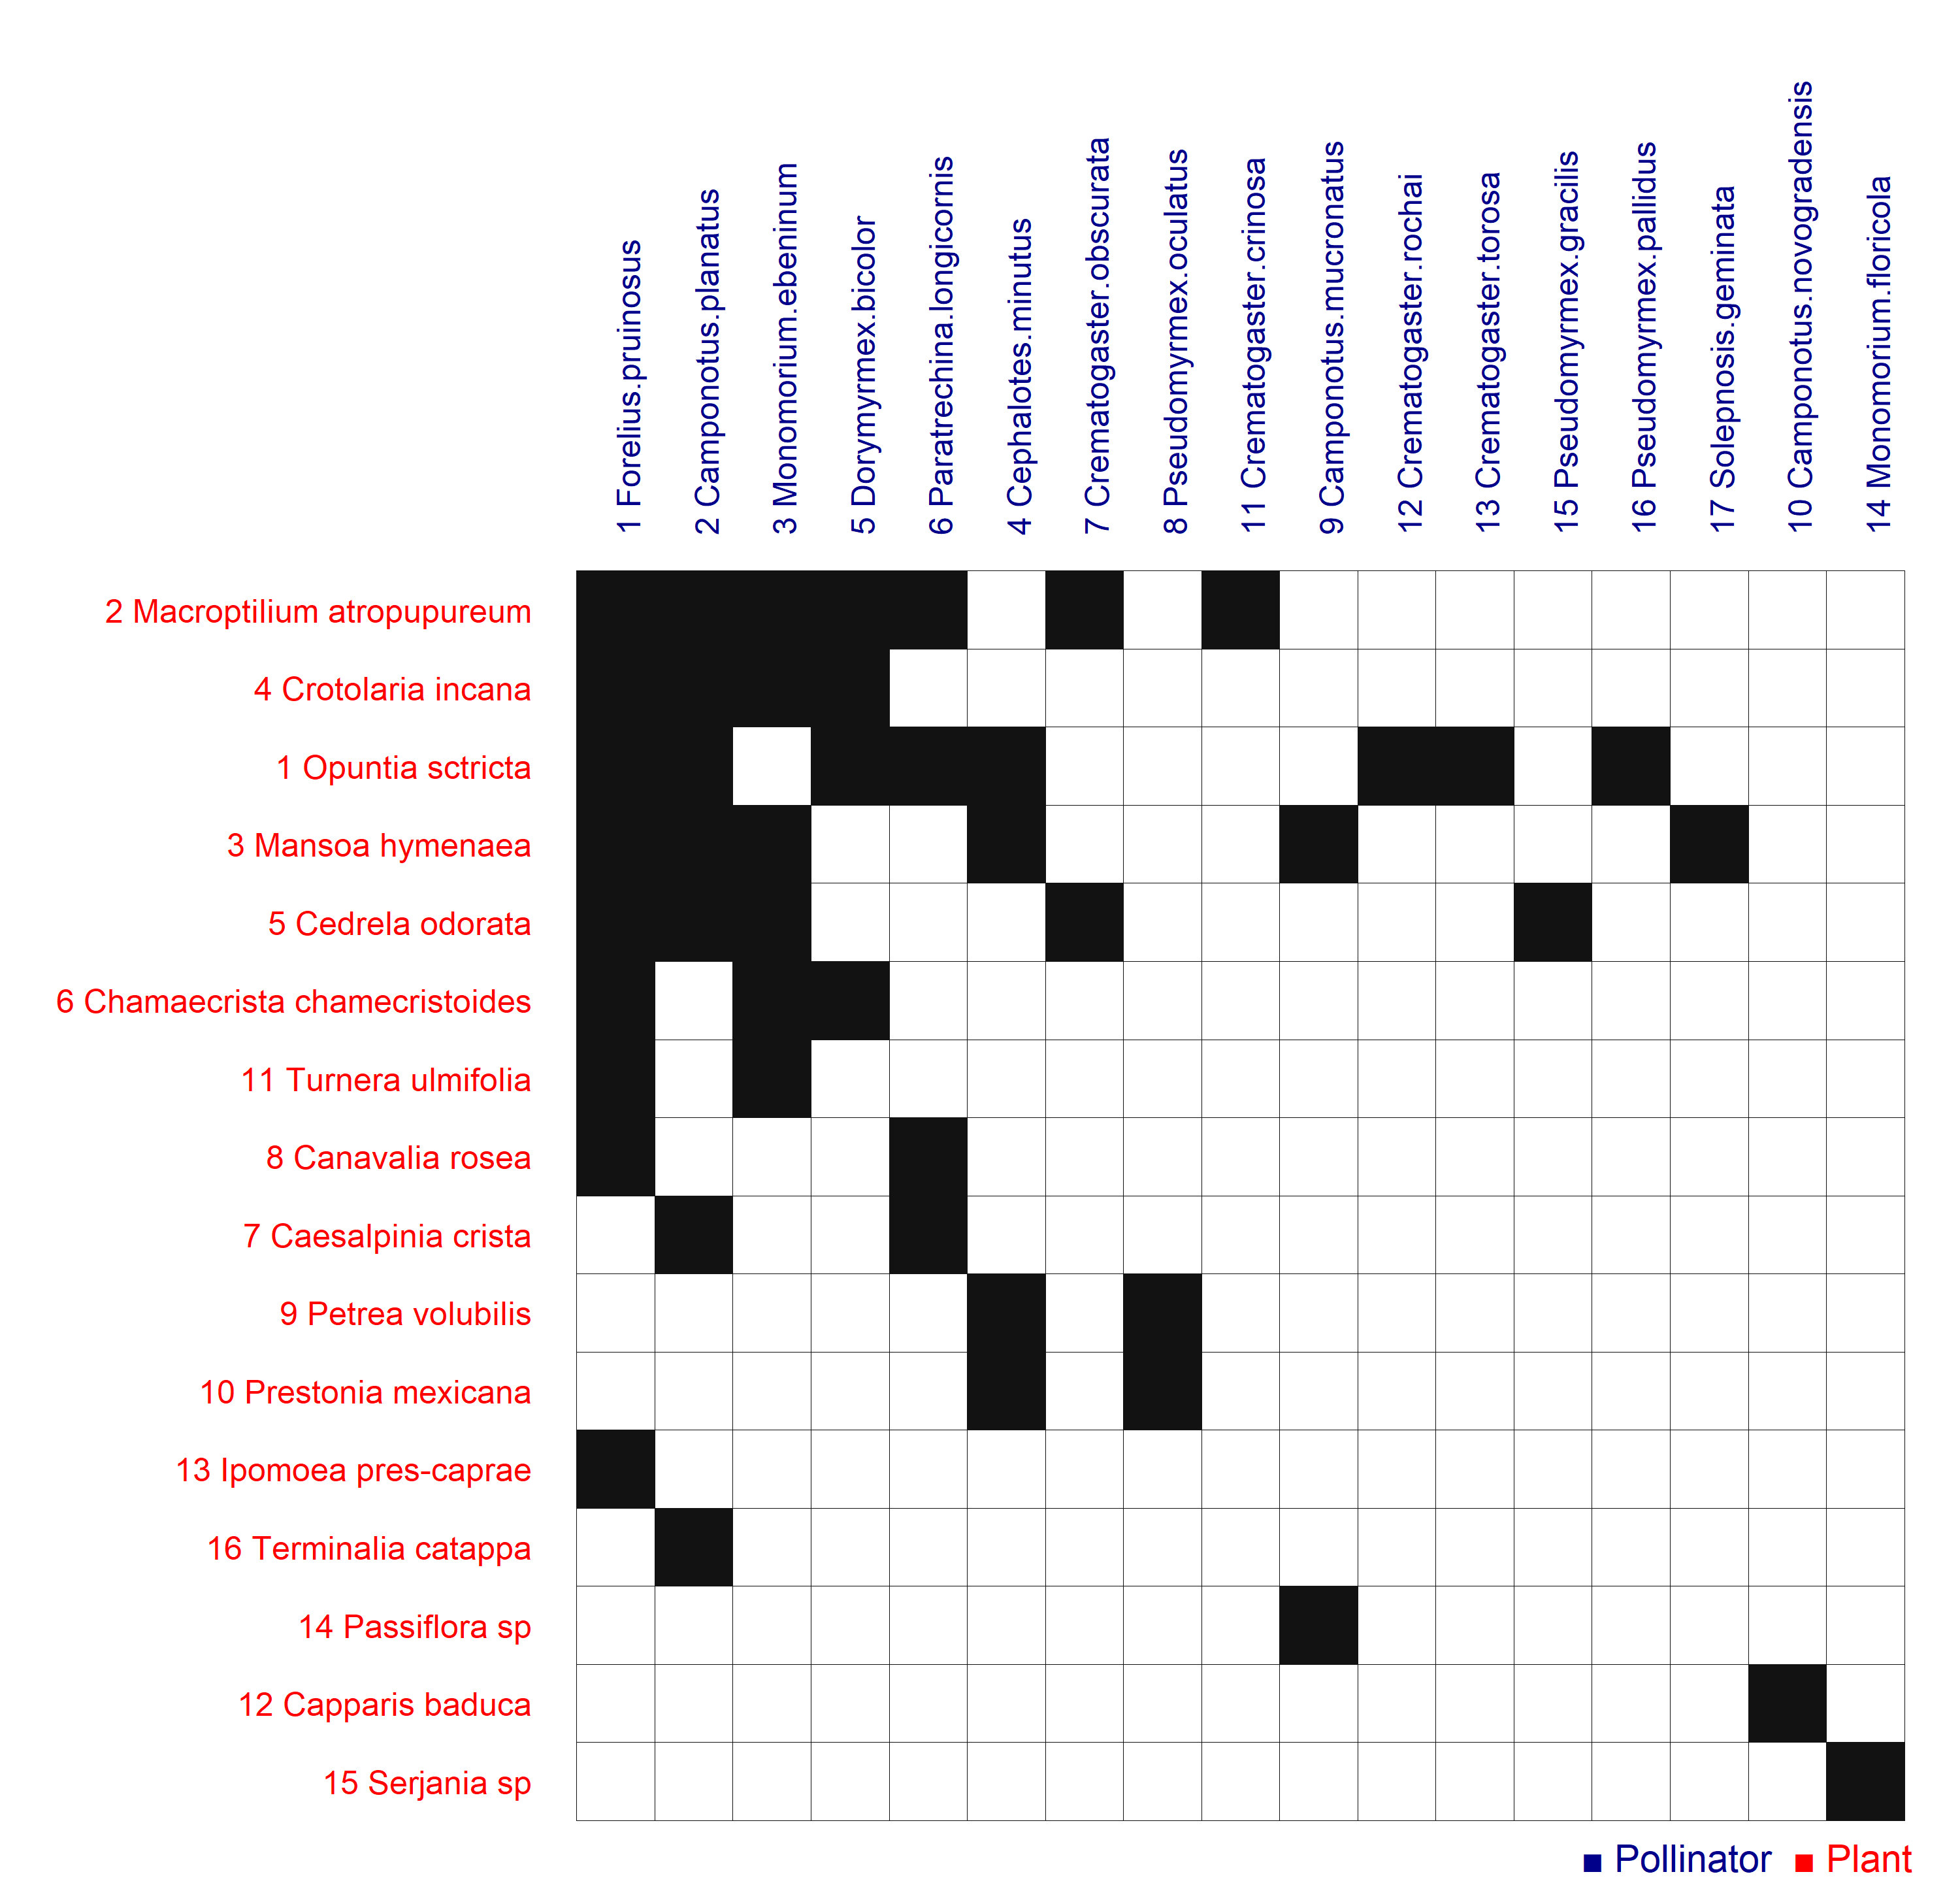 1 Forelius.pruinosus
2 Camponotus.planatus
3 Monomorium.ebeninum
5 Dorymyrmex.bicolor
6 Paratrechina.longicornis
4 Cephalotes.minutus
7 Crematogaster.obscurata
8 Pseudomyrmex.oculatus
11 Crematogaster.crinosa
9 Camponotus.mucronatus
12 Crematogaster.rochai
13 Crematogaster.torosa
15 Pseudomyrmex.gracilis
16 Pseudomyrmex.pallidus
17 Solepnosis.geminata
10 Camponotus.novogradensis
14 Monomorium.floricola
2 Macroptilium atropupureum
4 Crotolaria incana
1 Opuntia sctricta
3 Mansoa hymenaea
5 Cedrela odorata
6 Chamaecrista chamecristoides
11 Turnera ulmifolia
8 Canavalia rosea
7 Caesalpinia crista
9 Petrea volubilis
10 Prestonia mexicana
13 Ipomoea pres-caprae
16 Terminalia catappa
14 Passiflora sp
12 Capparis baduca
15 Serjania sp
Pollinator Plant